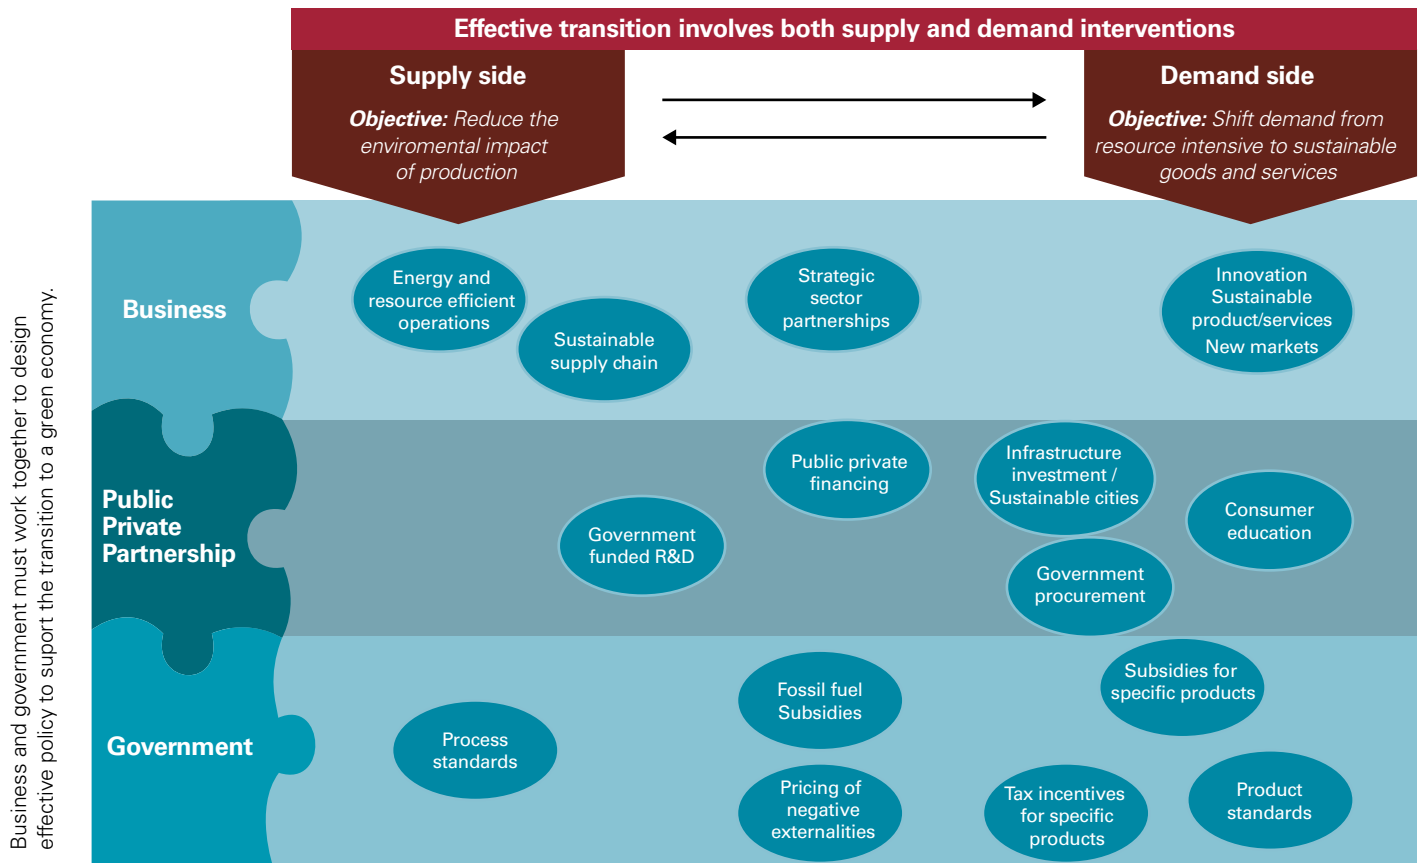 Effective transition involves both supply and demand interventions
Supply side
Objective: Reduce the
enviromental impact
of production
Demand side
Objective: Shift demand from
resource intensive to sustainable
goods and services
Business and government must work together to design
effective policy to suport the transition to a green economy.
Business
Energy and
resource efficient
operations
Sustainable
supply chain
Strategic
sector
partnerships
Innovation
Sustainable
product/services
New markets
Public
Private
Partnership
Government
funded R&D
Public private
financing
Infrastructure
investment /
Sustainable cities
Government
procurement
Consumer
education
Government
Process
standards
Fossil fuel
Subsidies
Pricing of
negative
externalities
Subsidies for
specific products
Tax incentives
for specific
products
Product
standards